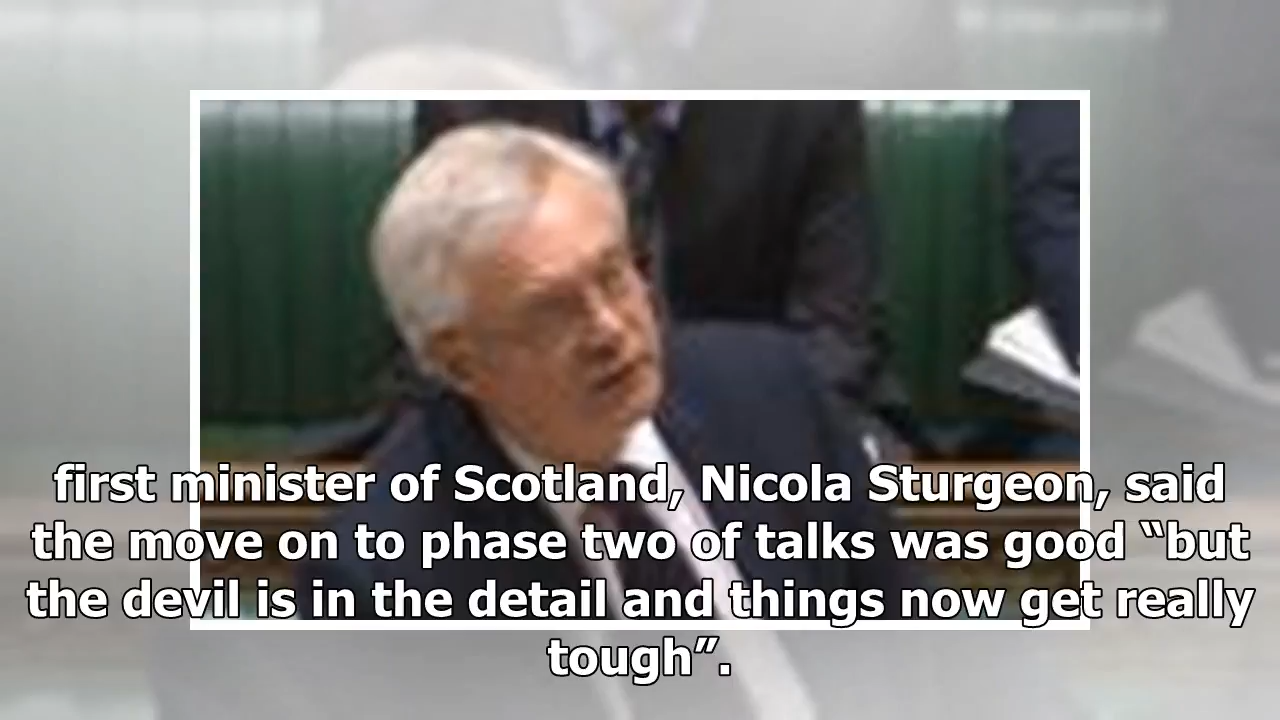 first minister of Scotland, Nicola Sturgeon, said
the move on to phase two of talks was good “but
the devil is in the detail and things now get really
tough”.